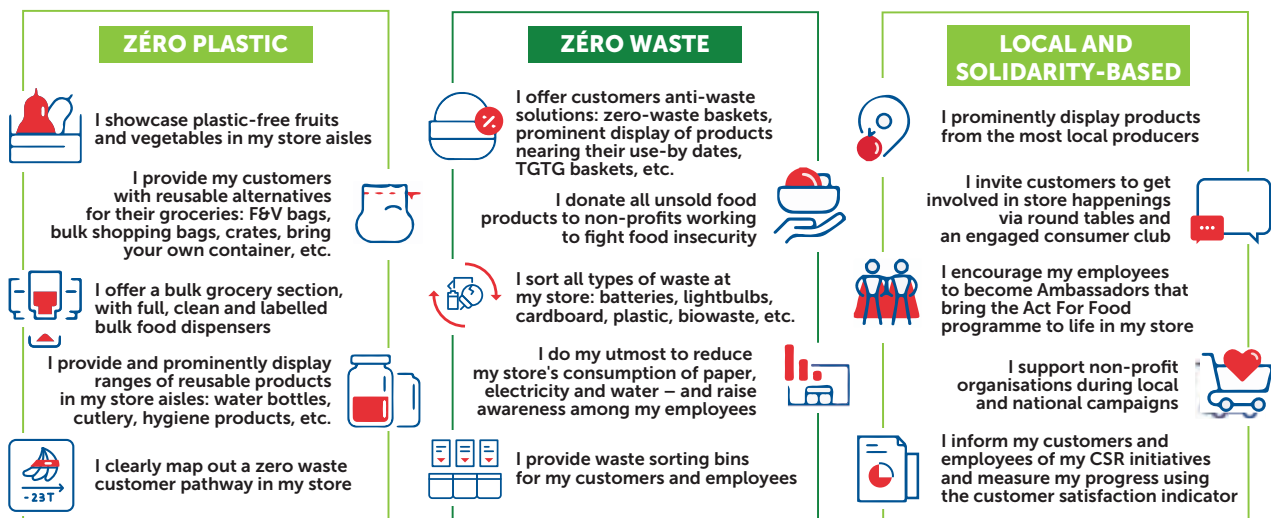 ZÉRO PLASTIC
I showcase plastic-free fruits
and vegetables in my store aisles
I provide my customers
with reusable alternatives
for their groceries: F&V bags,
bulk shopping bags, crates, bring
your own container, etc.
I offer a bulk grocery section,
with full, clean and labelled
bulk food dispensers
I provide and prominently display
ranges of reusable products
in my store aisles: water bottles,
cutlery, hygiene products, etc.
-23T
I clearly map out a zero waste
customer pathway in my store
ZÉRO WASTE
%
I offer customers anti-waste
solutions: zero-waste baskets,
prominent display of products
nearing their use-by dates,
TGTG baskets, etc.
I donate all unsold food
products to non-profits working
to fight food insecurity
I sort all types of waste at
my store: batteries, lightbulbs,
cardboard, plastic, biowaste, etc.
I do my utmost to reduce
my store's consumption of paper,
electricity and water – and raise
awareness among my employees
I provide waste sorting bins
for my customers and employees
LOCAL AND
SOLIDARITY-BASED
I prominently display products
from the most local producers
I invite customers to get
involved in store happenings
via round tables and
an engaged consumer club
I encourage my employees
to become Ambassadors that
bring the Act For Food
programme to life in my store
I support non-profit
organisations during local
and national campaigns
I inform my customers and
employees of my CSR initiatives
and measure my progress using
the customer satisfaction indicator